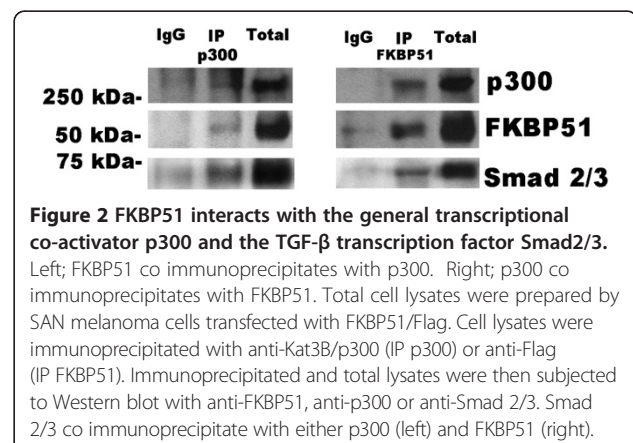 IgG IP Total IgG IP Total
p300 FKBP51
250 kDa- p300
50 kDa- FKBP51
75 kDa- Smad 2/3
Figure 2 FKBP51 interacts with the general transcriptional
co-activator p300 and the TGF-β transcription factor Smad2/3.
Left; FKBP51 co immunoprecipitates with p300. Right; p300 co
immunoprecipitates with FKBP51. Total cell lysates were prepared by
SAN melanoma cells transfected with FKBP51/Flag. Cell lysates were
immunoprecipitated with anti-Kat3B/p300 (IP p300) or anti-Flag
(IP FKBP51). Immunoprecipitated and total lysates were then subjected
to Western blot with anti-FKBP51, anti-p300 or anti-Smad 2/3. Smad
2/3 co immunoprecipitate with either p300 (left) and FKBP51 (right).